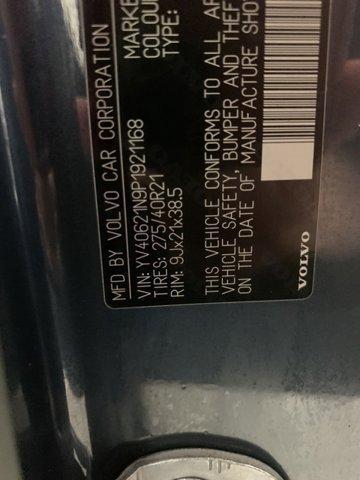 MFD BY VOLVO CAR CORPORATION
VIN: YV40621N9P1921168
TIRES: 275/40R21
RIM: 9Jx21x38.5
MARKE
COLOU
TYPE:
THIS VEHICLE CONFORMS TO ALL AP
VEHICLE SAFETY, BUMPER AND THEF
ON THE DATE OF MANUFACTURE SHO
VOLVO